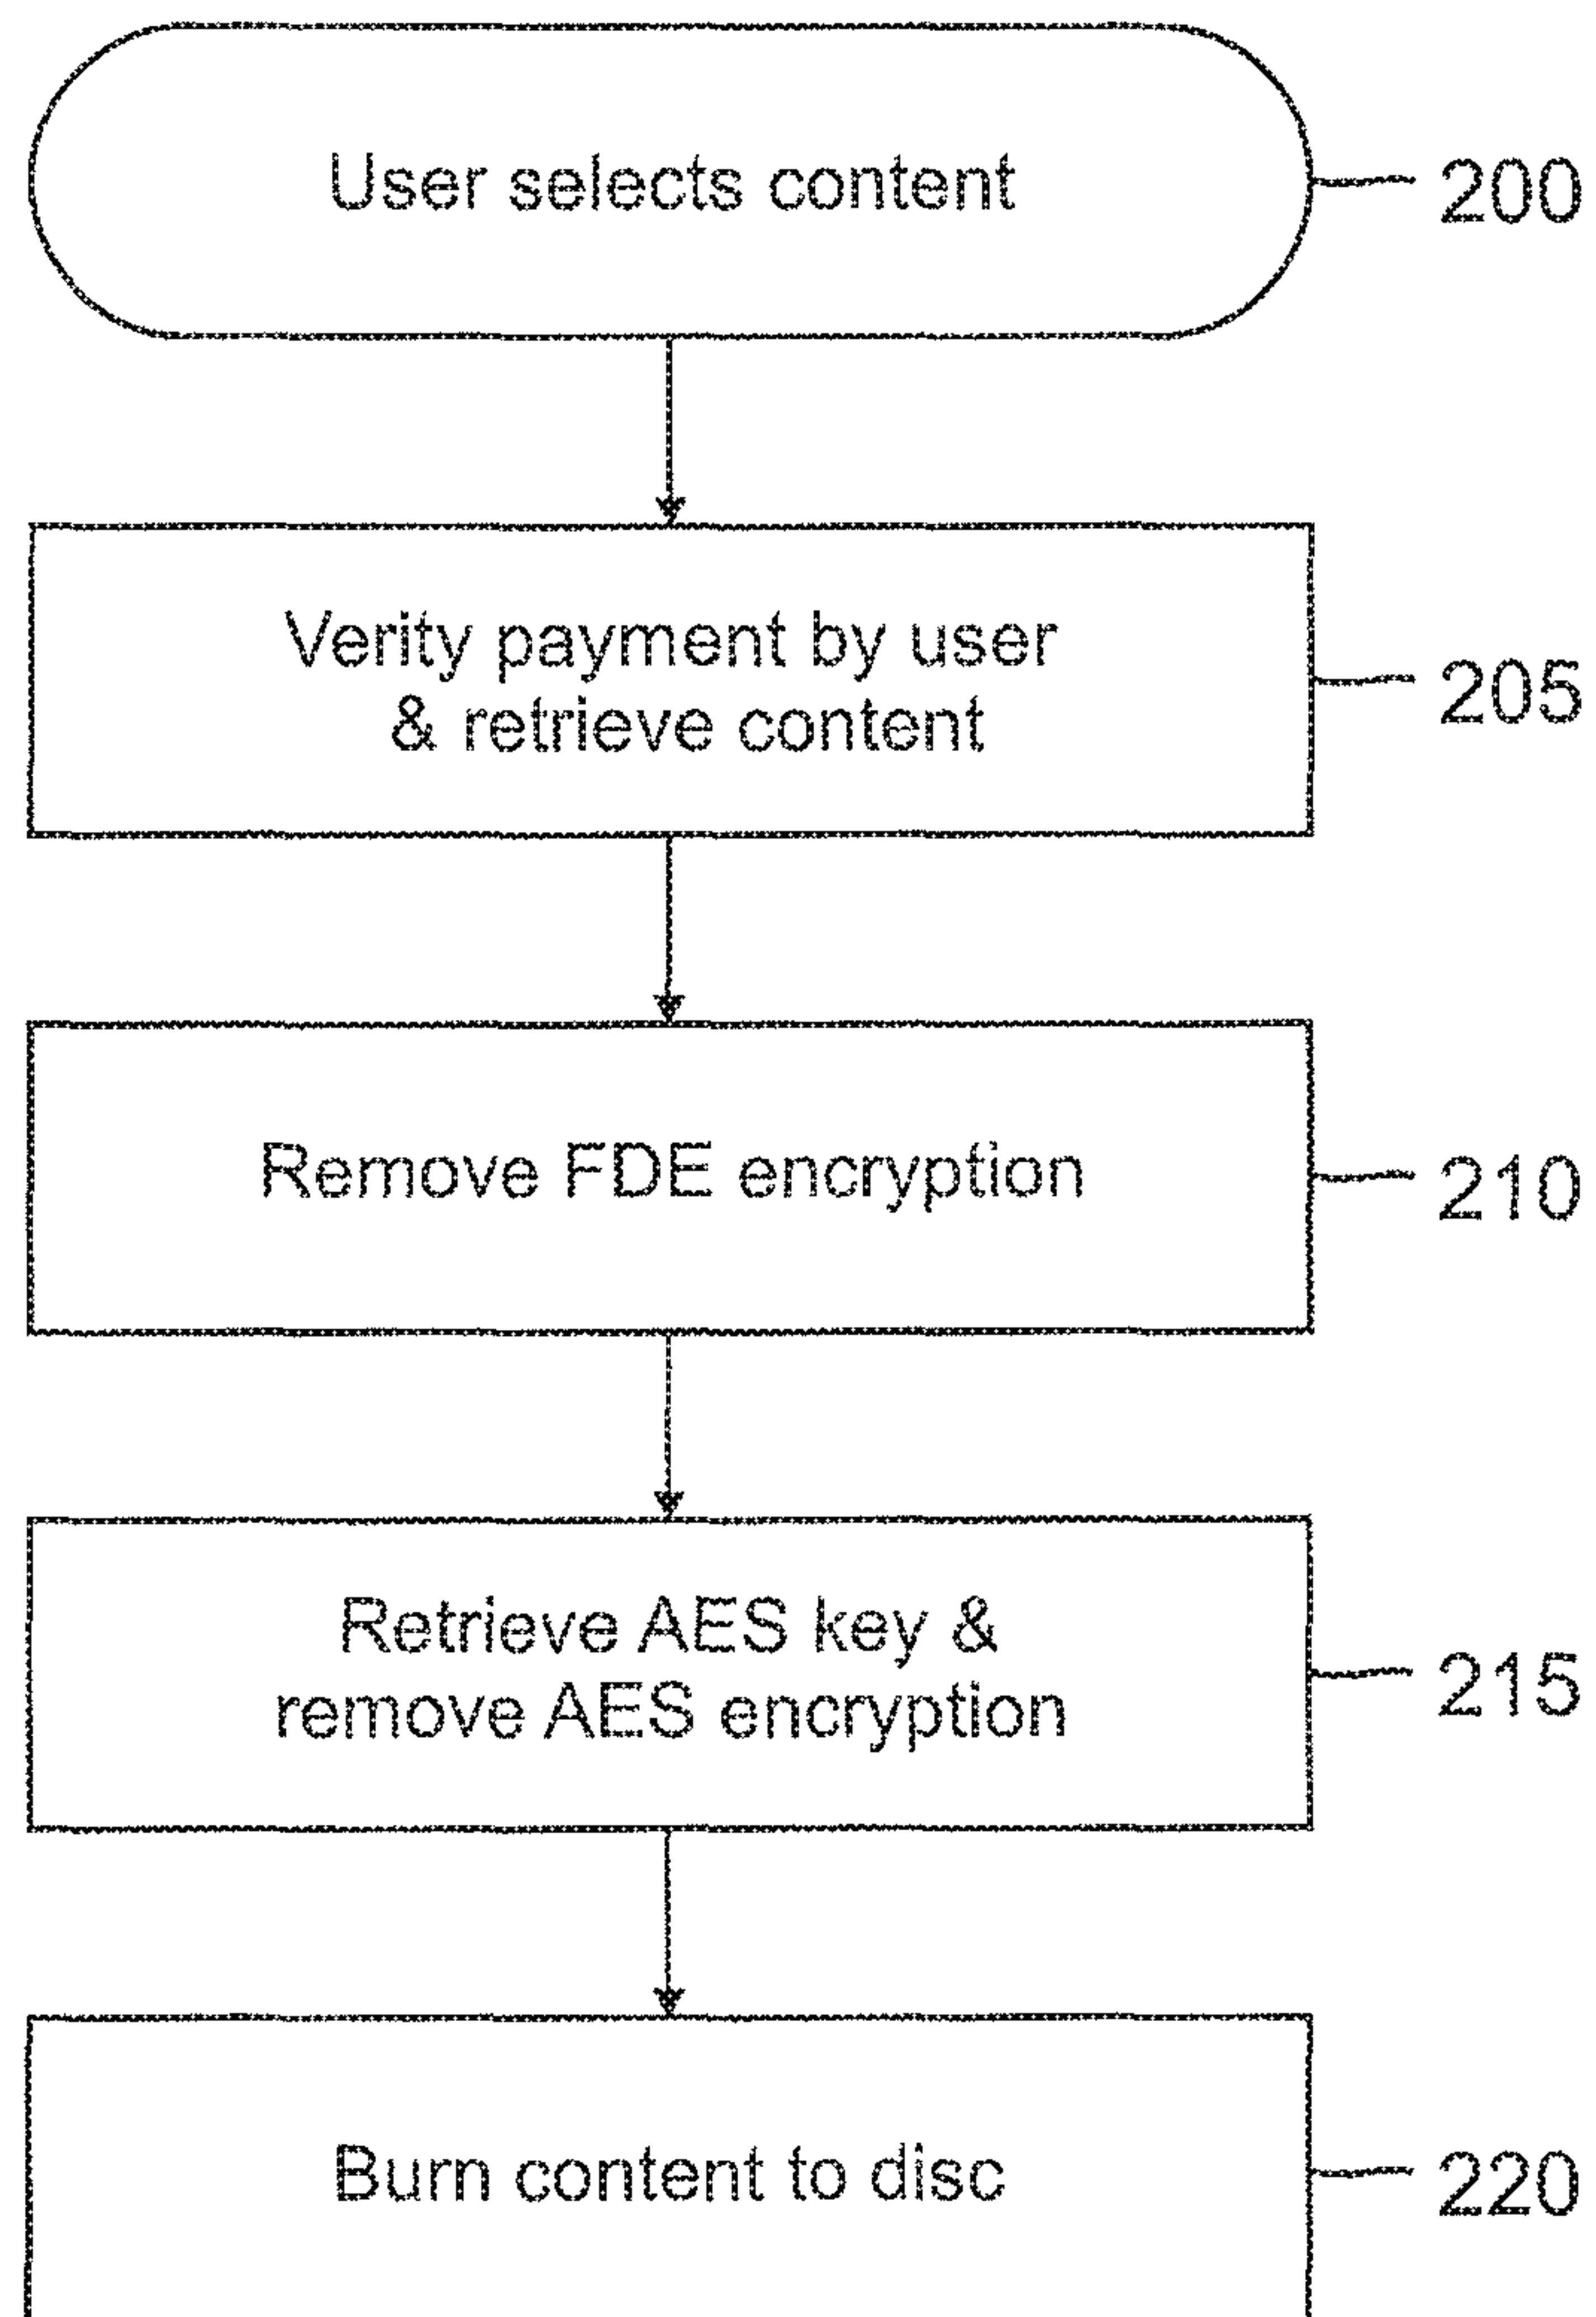 User selects content
200
Verity payment by user
& retrieve content
205
Remove FDE encryption
210
Retrieve AES key &
remove AES encryption
215
Burn content to disc
220